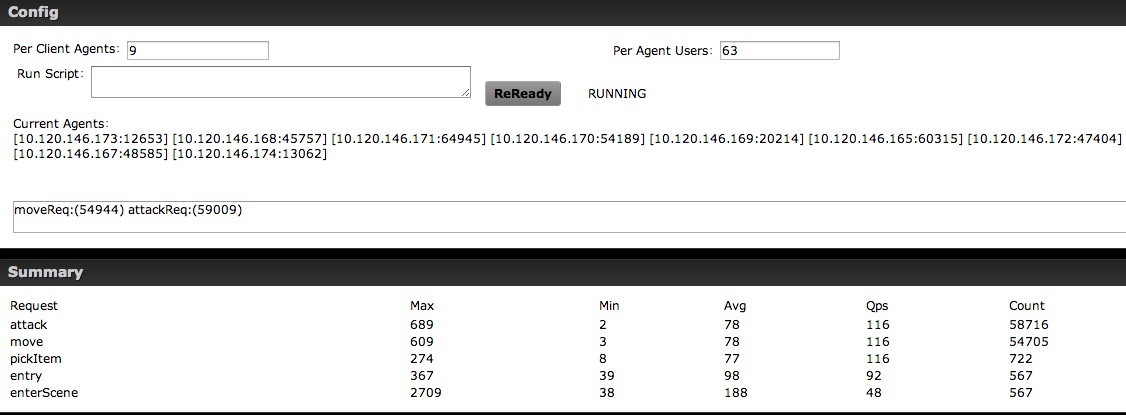 Config
Per Client Agents: 9 Per Agent Users: 63
Run Script: ReReady RUNNING
Current Agents:
[10.120.146.173:12653] [10.120.146.168:45757] [10.120.146.171:64945] [10.120.146.170:54189] [10.120.146.169:20214] [10.120.146.165:60315] [10.120.146.172:47404]
[10.120.146.167:48585] [10.120.146.174:13062]
moveReq:(54944) attackReq:(59009)
Summary
Request Max Min Avg Qps Count
attack 689 2 78 116 58716
move 609 3 78 116 54705
pickItem 274 8 77 116 722
entry 367 39 98 92 567
enterScene 2709 38 188 48 567